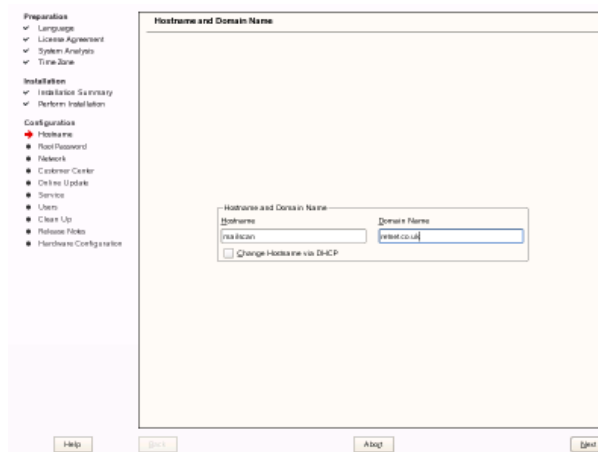 Preparation
Language
License Agreement
System Analysis
Time Zone
Installation
Installation Summary
Perform Installation
Configuration
Hostname
Root Password
Network
Customer Center
Online Update
Service
Users
Clean Up
Release Notes
Hardware Configuration
Hostname and Domain Name
Hostname and Domain Name
Hostname
Domain Name
mailscan
Change Hostname via DHCP
Help
Back
Abort
Next